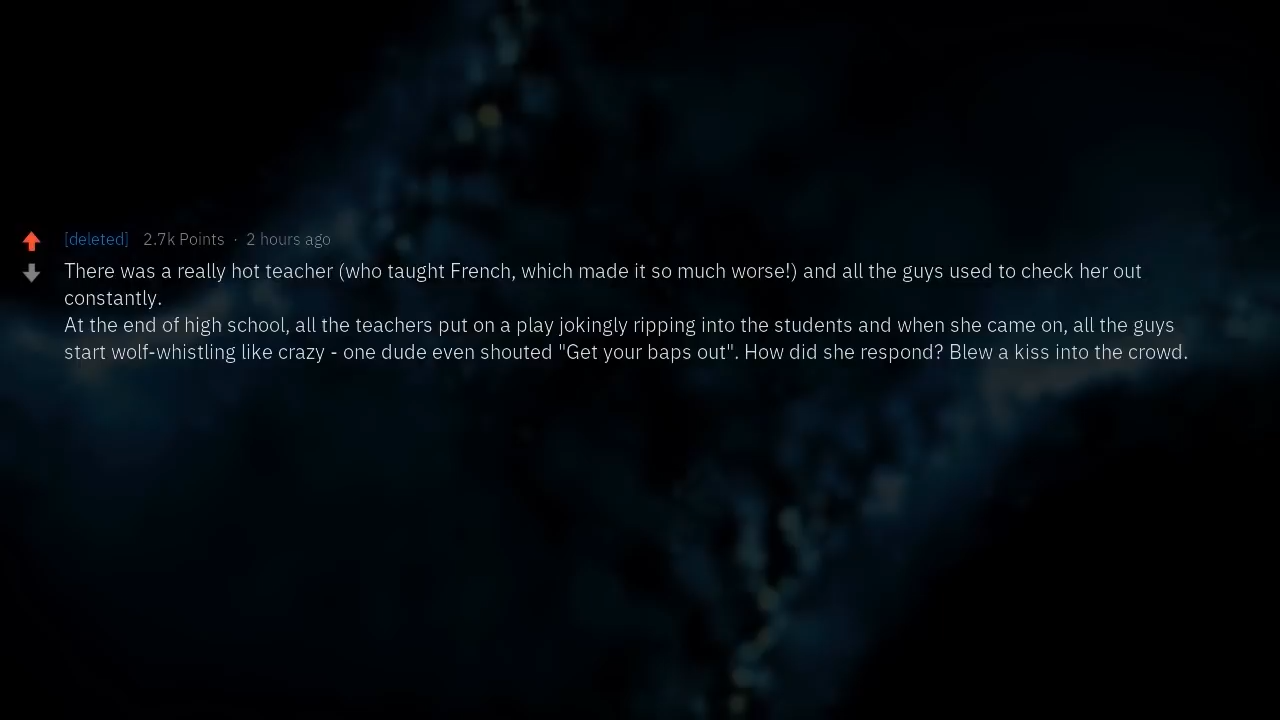 [deleted] 2.7k Points · 2 hours ago
There was a really hot teacher (who taught French, which made it so much worse!) and all the guys used to check her out
constantly.
At the end of high school, all the teachers put on a play jokingly ripping into the students and when she came on, all the guys
start wolf-whistling like crazy - one dude even shouted "Get your baps out". How did she respond? Blew a kiss into the crowd.